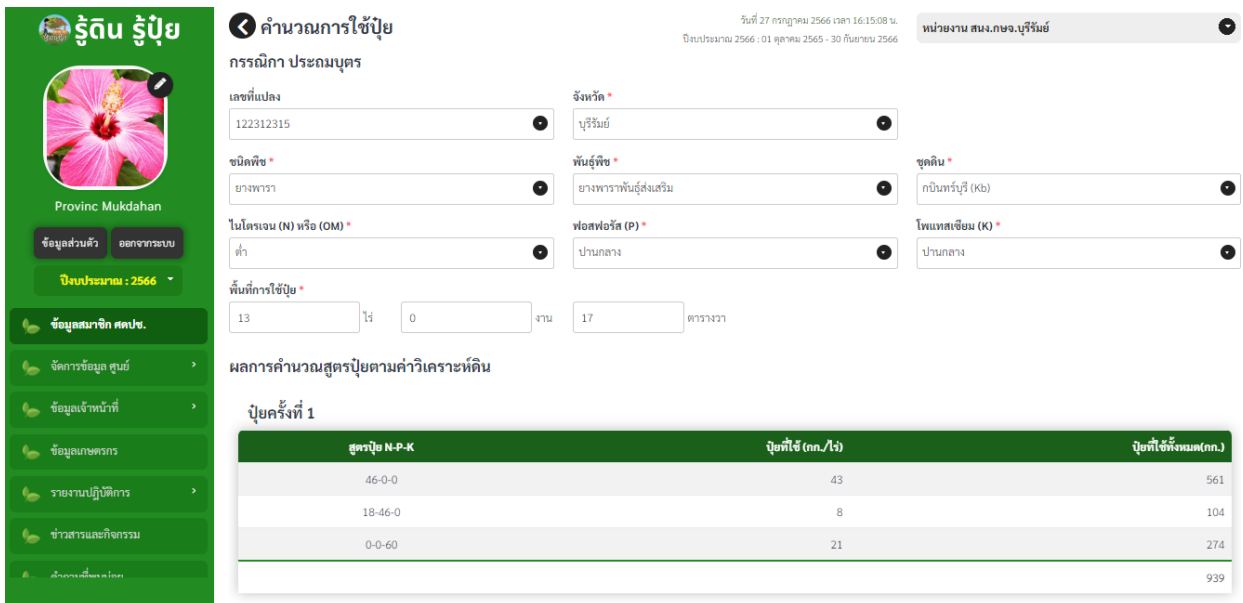 รู้ดิน รู้ปุ๋ย
Provinc Mukdahan
ข้อมูลส่วนตัว ออกจากระบบ
ปีงบประมาณ : 2566
ข้อมูลสมาชิก ศดปช.
จัดการข้อมูล ศูนย์
ข้อมูลเจ้าหน้าที่
ข้อมูลเกษตรกร
รายงานปฏิบัติการ
ข่าวสารและกิจกรรม
คำนวณการใช้ปุ๋ย
วันที่ 27 กรกฎาคม 2566 เวลา 16:15:08 น.
ปีงบประมาณ 2566 : 01 ตุลาคม 2565 - 30 กันยายน 2566
หน่วยงาน สนง.กษจ.บุรีรัมย์
กรรณิกา ประถมบุตร
เลขที่แปลง จังหวัด *
122312315 บุรีรัมย์
ชนิดพืช * พันธุ์พืช * ชุดดิน *
ยางพารา ยางพาราพันธุ์ส่งเสริม กบินทร์บุรี (Kb)
ไนโตรเจน (N) หรือ (OM) * ฟอสฟอรัส (P) * โพแทสเซียม (K) *
ต่ำ ปานกลาง ปานกลาง
พื้นที่การใช้ปุ๋ย *
13 ไร่ 0 งาน 17 ตารางวา
ผลการคำนวณสูตรปุ๋ยตามค่าวิเคราะห์ดิน
ปุ๋ยครั้งที่ 1
สูตรปุ๋ย N-P-K ปุ๋ยที่ใช้ (กก./ไร่) ปุ๋ยที่ใช้ทั้งหมด(กก.)
46-0-0 43 561
18-46-0 8 104
0-0-60 21 274
939